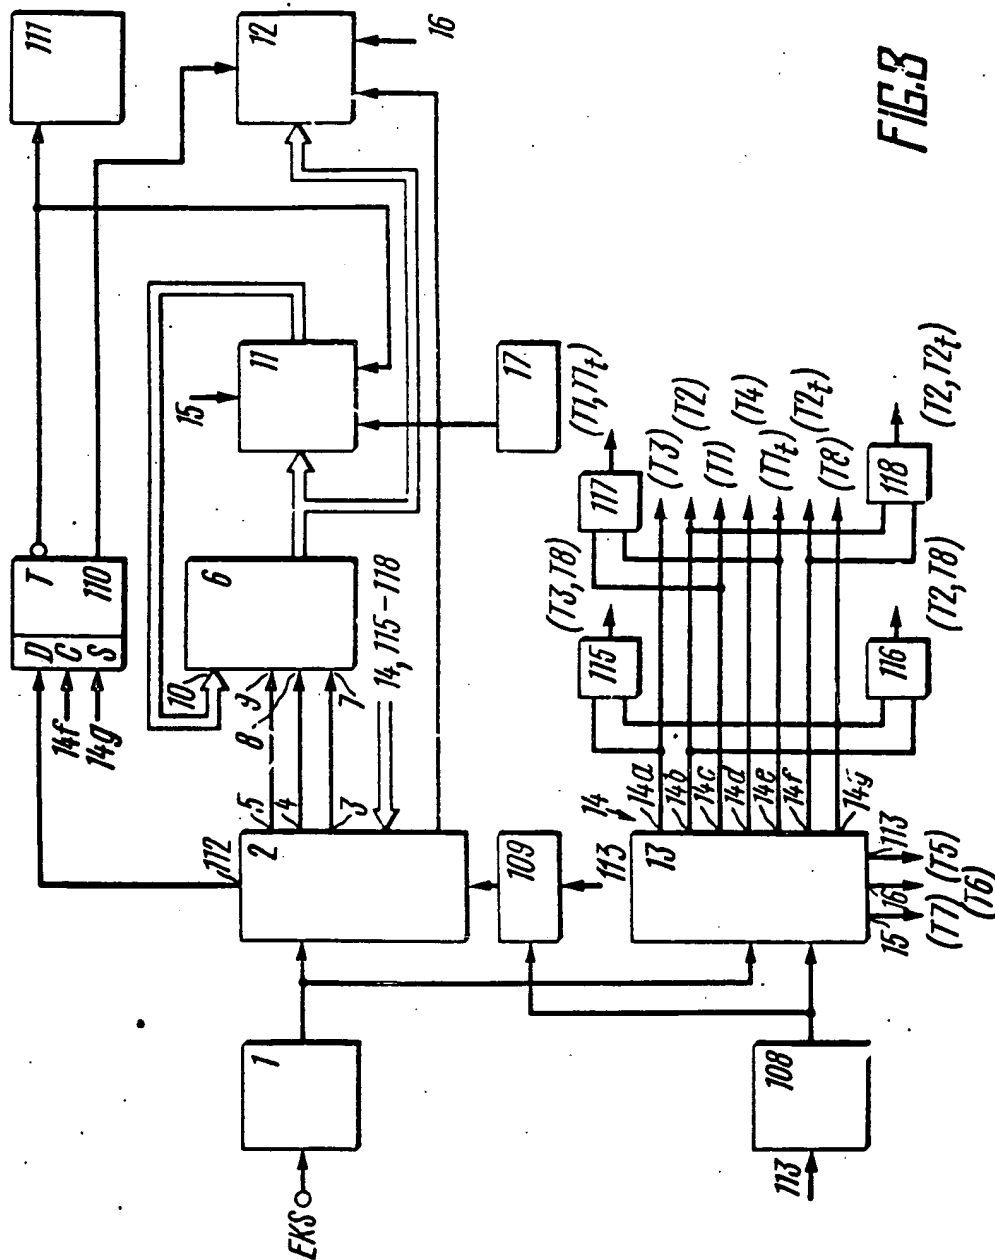 111
12
16
T
D
C
S
110
14f
14g
15
11
17
10
9
8
7
6
5
4
3
14, 115-118
112
2
109
113
1
EKS
108
113
13
14
14a
14b
14c
14d
14e
14f
14g
113
16
15
(T5)
(T6)
(T7)
115
(T3, T8)
116
(T2, T8)
117
(T1, T1t)
118
(T2, T2t)
(T3)
(T2)
(T1)
(T4)
(T1t)
(T2t)
(T8)
FIG.8